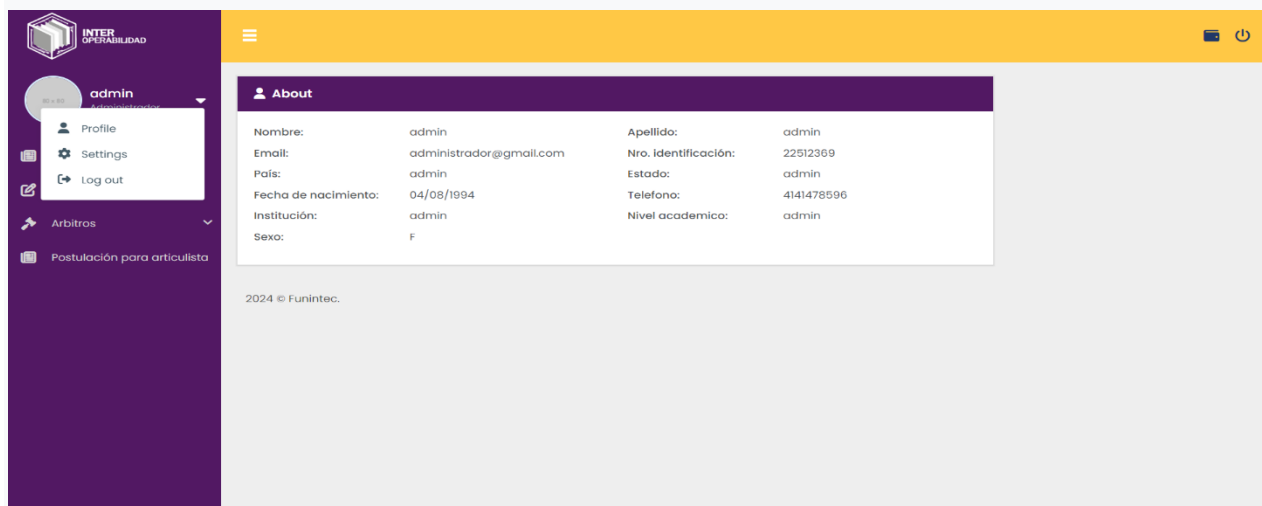 INTER
OPERABILIDAD
admin
Administrador
Profile
Settings
Log out
Arbitros
Postulación para articulista
About
Nombre: admin Apellido: admin
Email: administrador@gmail.com Nro. identificación: 22512369
País: admin Estado: admin
Fecha de nacimiento: 04/08/1994 Telefono: 4141478596
Institución: admin Nivel academico: admin
Sexo: F
2024 © Funintec.